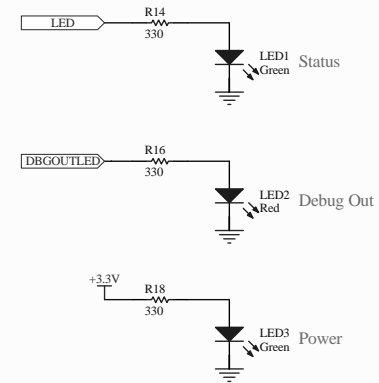 R14
LED
330
LED1
Green
Status
R16
DBGOUTLED
330
LED2
Red
Debug Out
+3.3V
R18
330
LED3
Green
Power